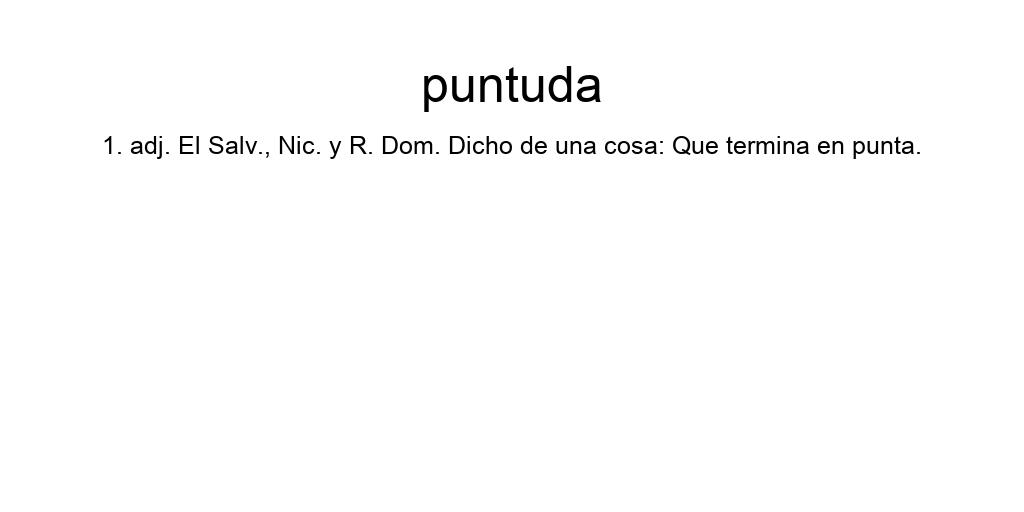 puntuda
1. adj. El Salv., Nic. y R. Dom. Dicho de una cosa: Que termina en punta.